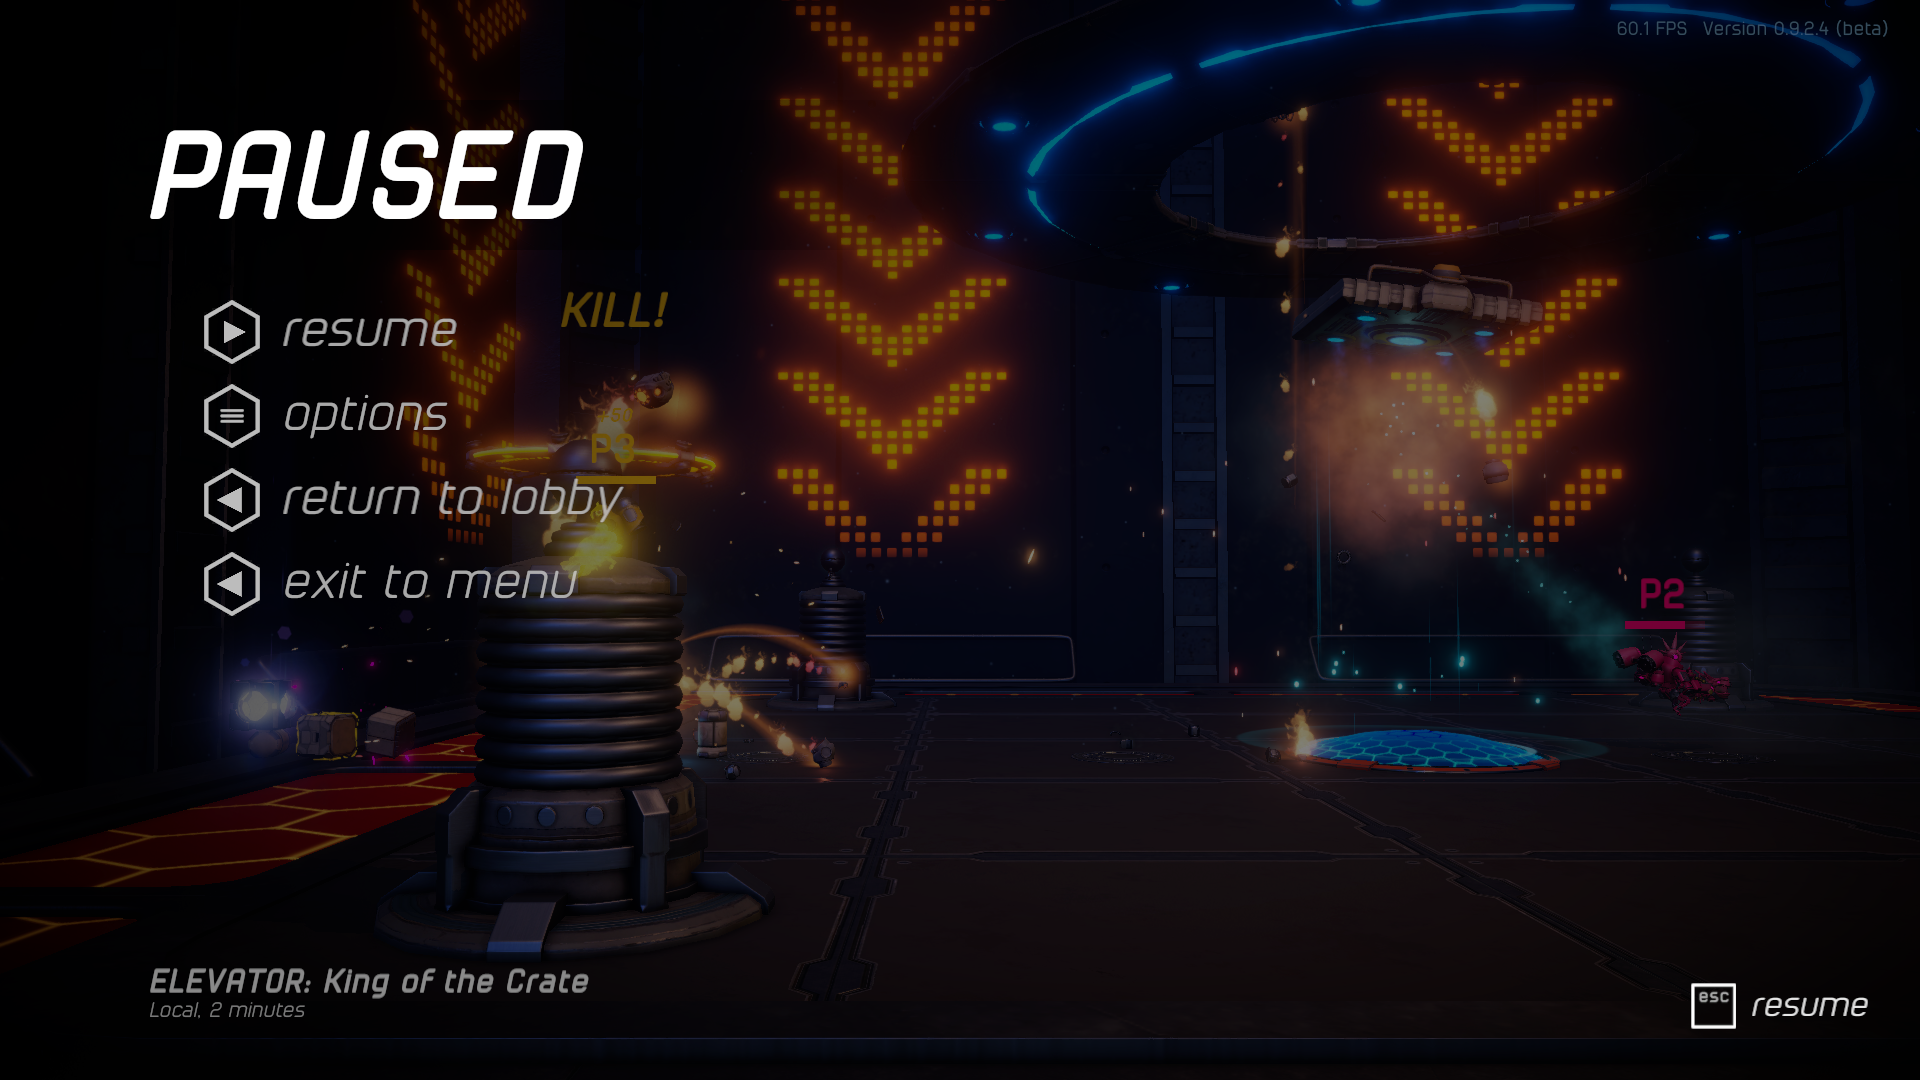 60.1 FPS Version 0.9.2.4 (beta)
PAUSED
KILL!
resume
options
P3
return to lobby
exit to menu
P2
ELEVATOR: King of the Crate
Local, 2 minutes
esc resume